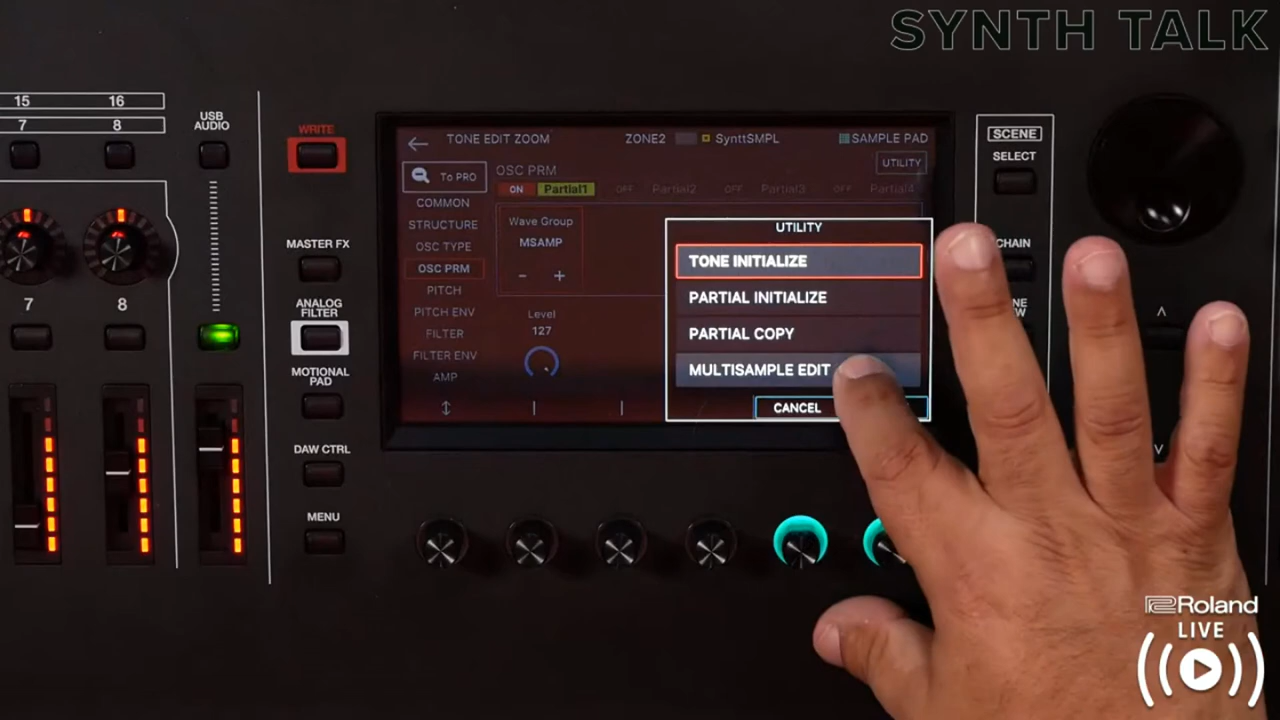 SYNTH TALK
15 16
7 8
USB
AUDIO
WRITE
MASTER FX
ANALOG
FILTER
MOTIONAL
PAD
DAW CTRL
MENU
7 8
TONE EDIT ZOOM ZONE2 SynttSMPL SAMPLE PAD
To PRO OSC PRM UTILITY
ON Partial1 OFF Partial2 OFF Partial3 OFF Partial4
COMMON
STRUCTURE
OSC TYPE
OSC PRM
PITCH
PITCH ENV
FILTER
FILTER ENV
AMP
Wave Group
MSAMP
- +
Level
127
UTILITY
TONE INITIALIZE
PARTIAL INITIALIZE
PARTIAL COPY
MULTISAMPLE EDIT
CANCEL
SCENE
SELECT
CHAIN
Roland
LIVE